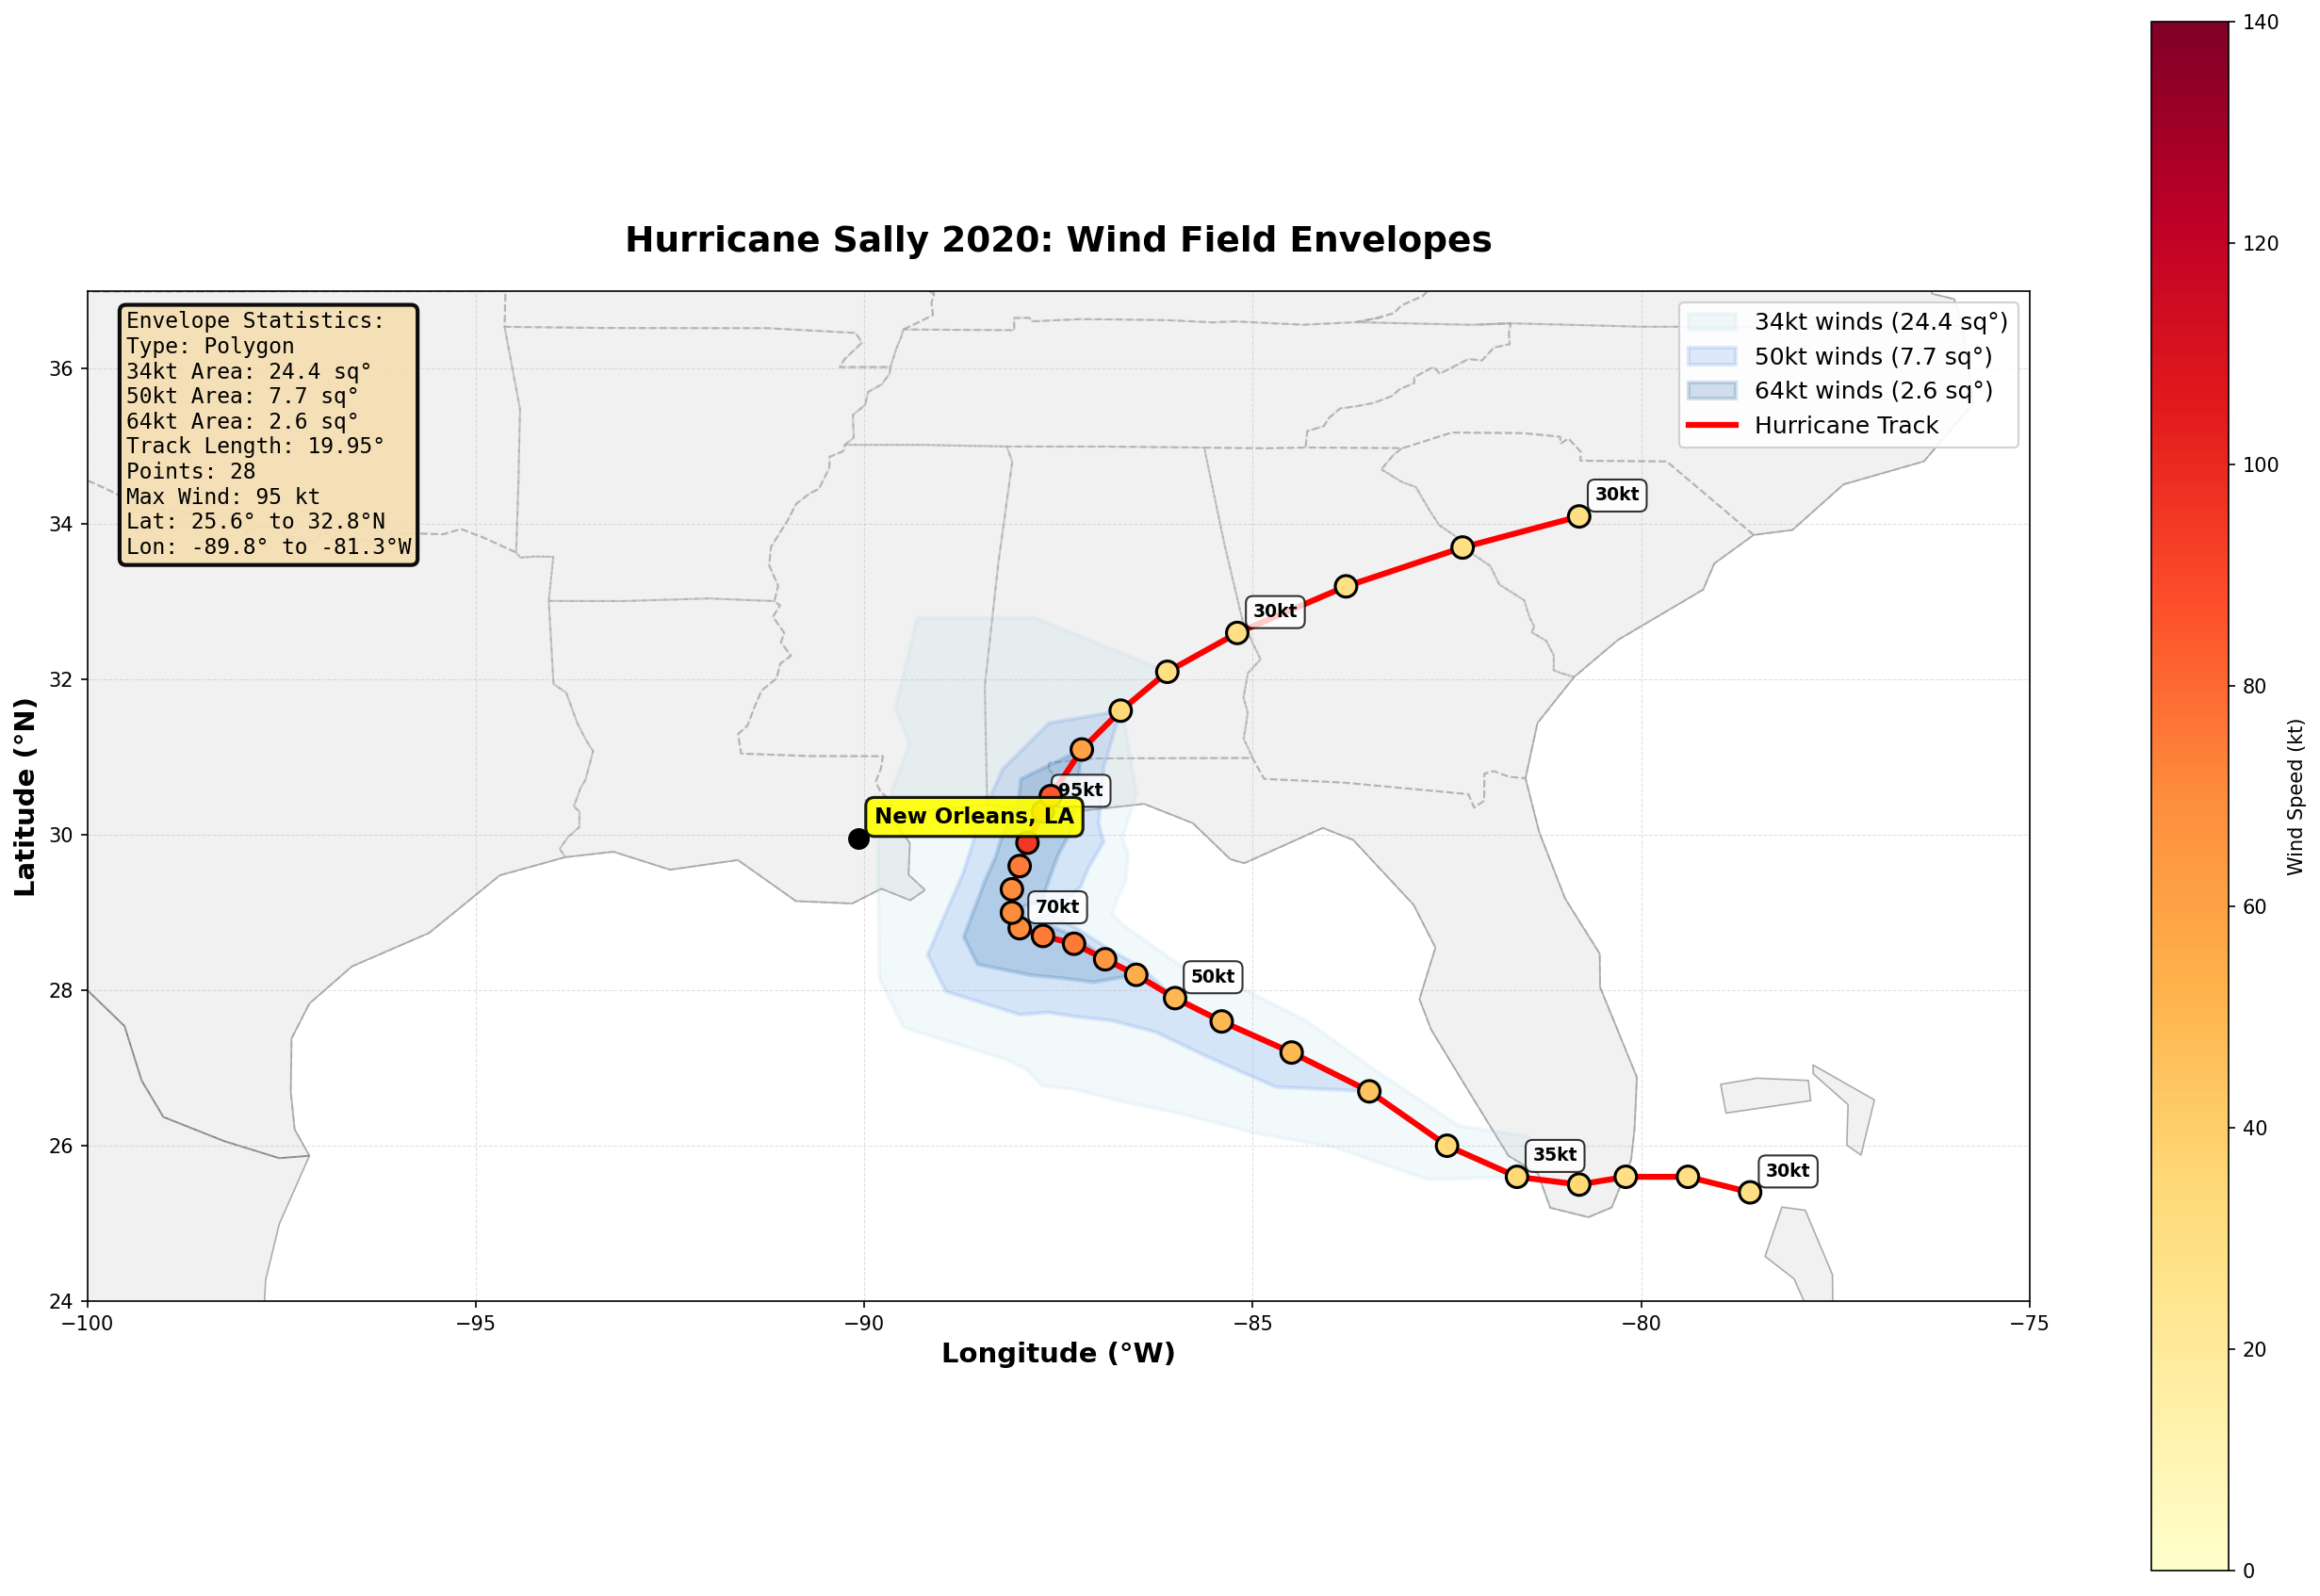 Hurricane Sally 2020: Wind Field Envelopes
Envelope Statistics:
Type: Polygon
34kt Area: 24.4 sq°
50kt Area: 7.7 sq°
64kt Area: 2.6 sq°
Track Length: 19.95°
Points: 28
Max Wind: 95 kt
Lat: 25.6° to 32.8°N
Lon: -89.8° to -81.3°W
34kt winds (24.4 sq°)
50kt winds (7.7 sq°)
64kt winds (2.6 sq°)
Hurricane Track
30kt
30kt
95kt
New Orleans, LA
70kt
50kt
35kt
30kt
36
34
32
30
28
26
24
Latitude (°N)
−100
−95
−90
−85
−80
−75
Longitude (°W)
140
120
100
80
60
40
20
0
Wind Speed (kt)